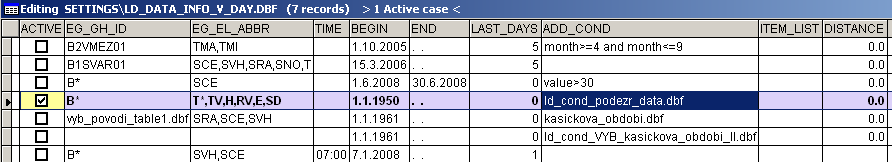 Editing SETTINGS\LD_DATA_INFO_V_DAY.DBF (7 records) > 1 Active case <
ACTIVE EG_GH_ID EG_EL_ABBR TIME BEGIN END LAST_DAYS ADD_COND ITEM_LIST DISTANCE
B2VMEZ01 TMA,TMI 1.10.2005 . . 5 month>=4 and month<=9 0.0
B1SVAR01 SCE,SVH,SRA,SNO,T 15.3.2006 . . 5 0.0
B* SCE 1.6.2008 30.6.2008 0 value>30 0.0
B* T*,TV,H,RV,E,SD 1.1.1950 . . 0 ld_cond_podezr_data.dbf 0.0
vyb_povodi_table1.dbf SRA,SCE,SVH 1.1.1961 . . 0 kasickova_obdobi.dbf 0.0
1.1.1961 . . 0 ld_cond_VYB_kasickova_obdobi_II.dbf 0.0
B* SVH,SCE 07:00 7.1.2008 . . 1 0.0